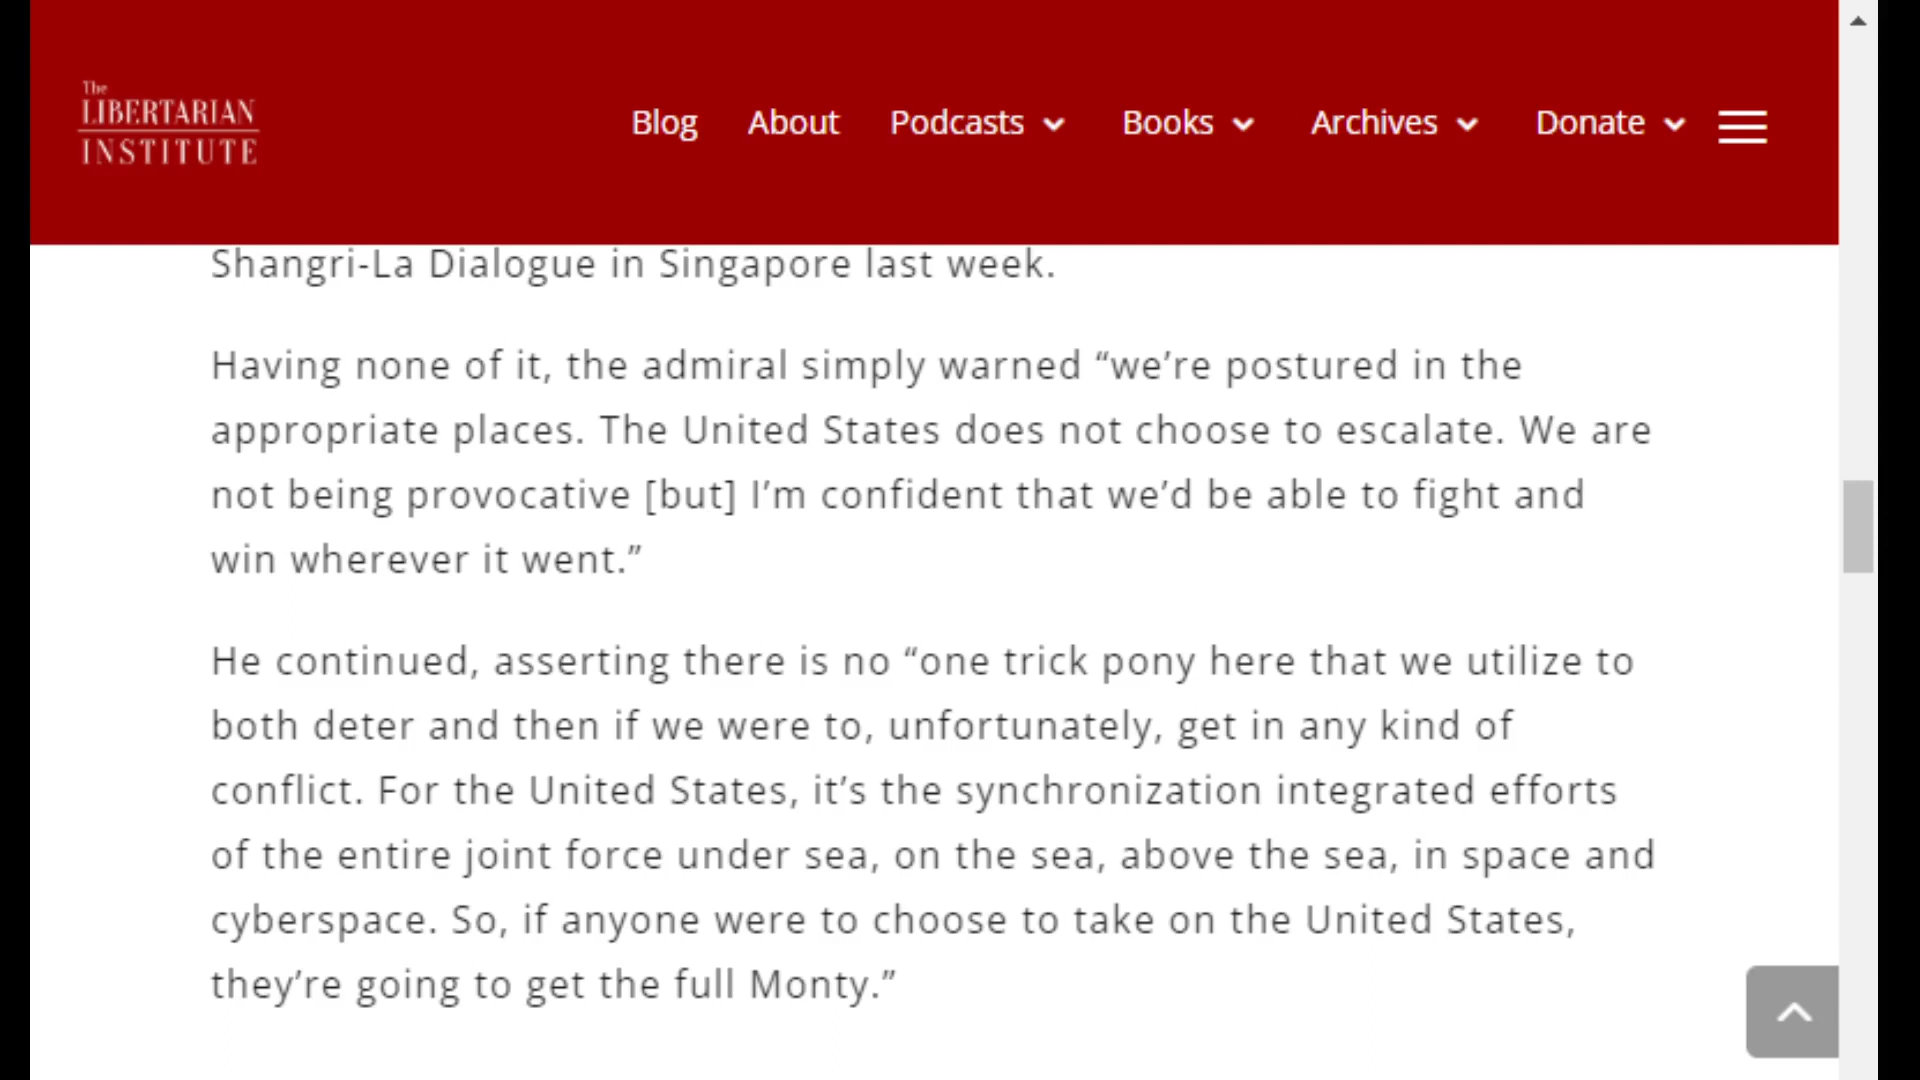 The
LIBERTARIAN
INSTITUTE
Blog
About
Podcasts
Books
Archives
Donate
Shangri-La Dialogue in Singapore last week.
Having none of it, the admiral simply warned “we’re postured in the
appropriate places. The United States does not choose to escalate. We are
not being provocative [but] I’m confident that we’d be able to fight and
win wherever it went.”
He continued, asserting there is no “one trick pony here that we utilize to
both deter and then if we were to, unfortunately, get in any kind of
conflict. For the United States, it’s the synchronization integrated efforts
of the entire joint force under sea, on the sea, above the sea, in space and
cyberspace. So, if anyone were to choose to take on the United States,
they’re going to get the full Monty.”